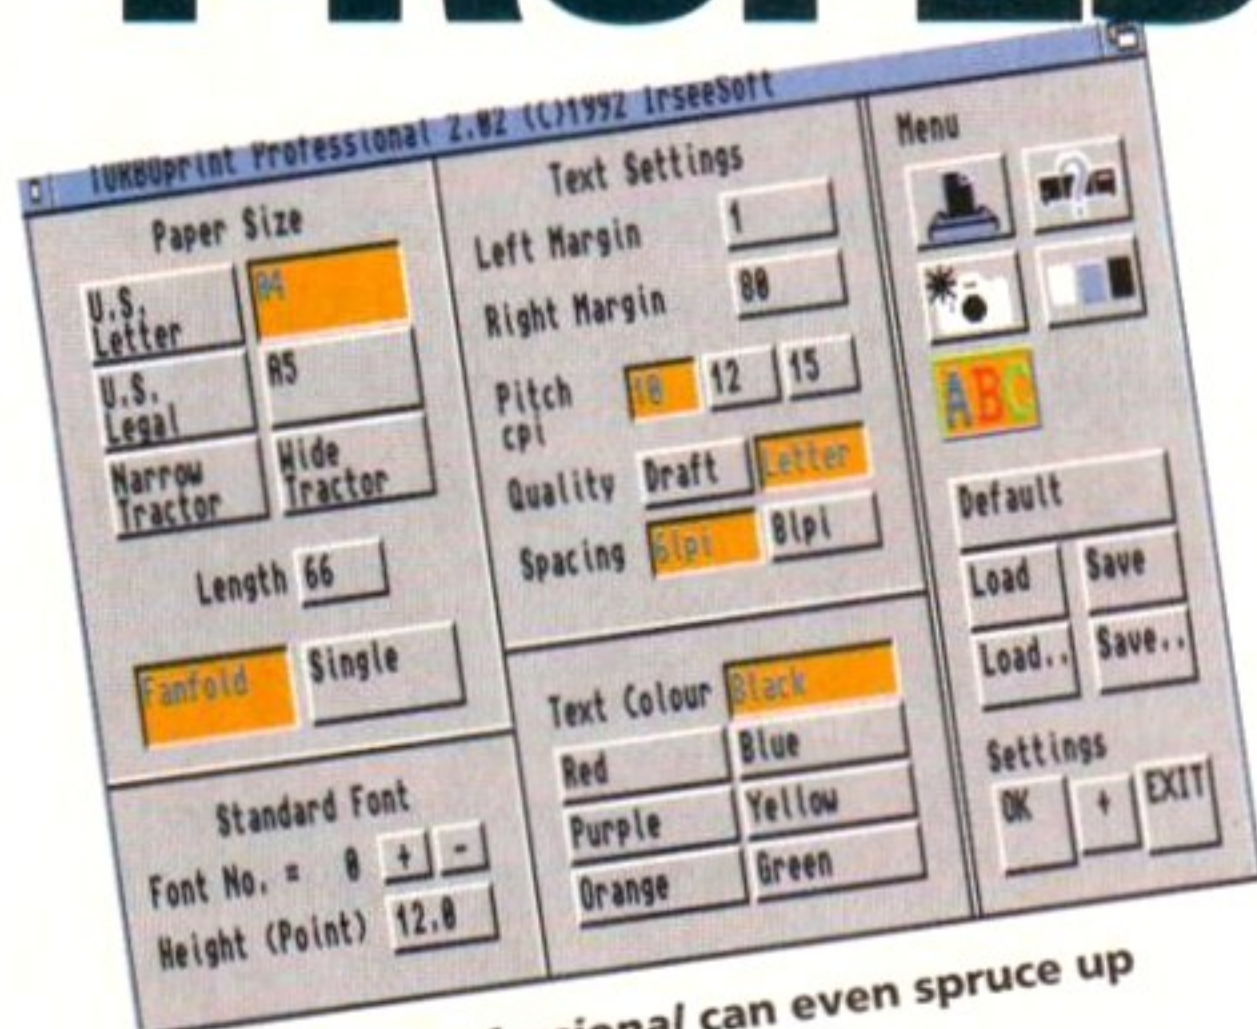 TURBOprint Professional 2.02 (C)1992 IrseeSoft
Paper Size
U.S. Letter
A4
U.S. Legal
A5
Narrow Tractor
Wide Tractor
Length 66
Fanfold
Single
Standard Font
Font No. = 0 + -
Height (Point) 12.0
Text Settings
Left Margin 1
Right Margin 80
Pitch cpi 10 12 15
Quality Draft Letter
Spacing 6lpi 8lpi
Text Colour Black
Red
Blue
Purple
Yellow
Orange
Green
Menu
?
ABC
Default
Load
Save
Load..
Save..
Settings
OK + EXIT
can even spruce up